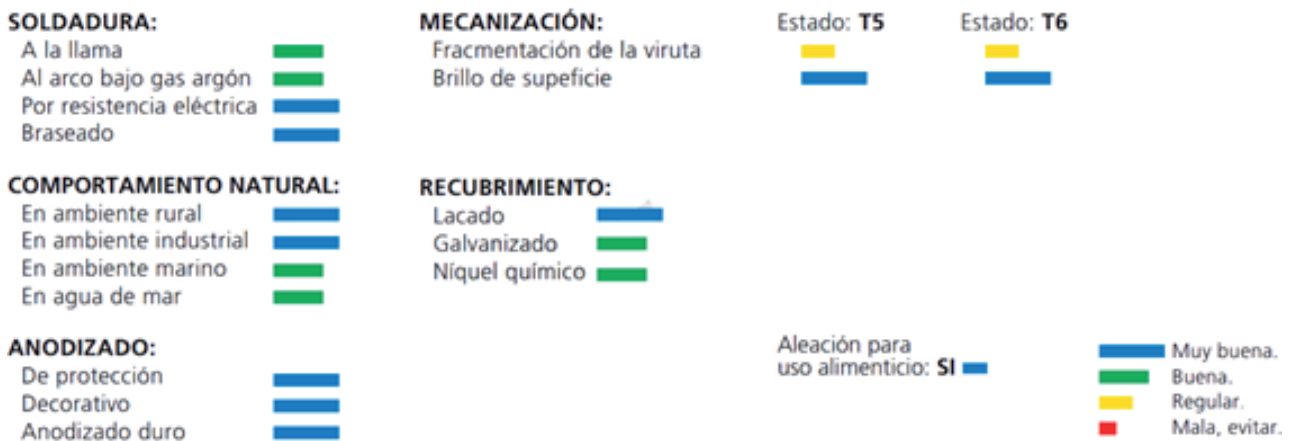 SOLDADURA:
A la llama
Al arco bajo gas argón
Por resistencia eléctrica
Braseado
MECANIZACIÓN:
Fracmentación de la viruta
Brillo de supeficie
Estado: T5
Estado: T6
COMPORTAMIENTO NATURAL:
En ambiente rural
En ambiente industrial
En ambiente marino
En agua de mar
RECUBRIMIENTO:
Lacado
Galvanizado
Níquel químico
ANODIZADO:
De protección
Decorativo
Anodizado duro
Aleación para
uso alimenticio: SI
Muy buena.
Buena.
Regular.
Mala, evitar.